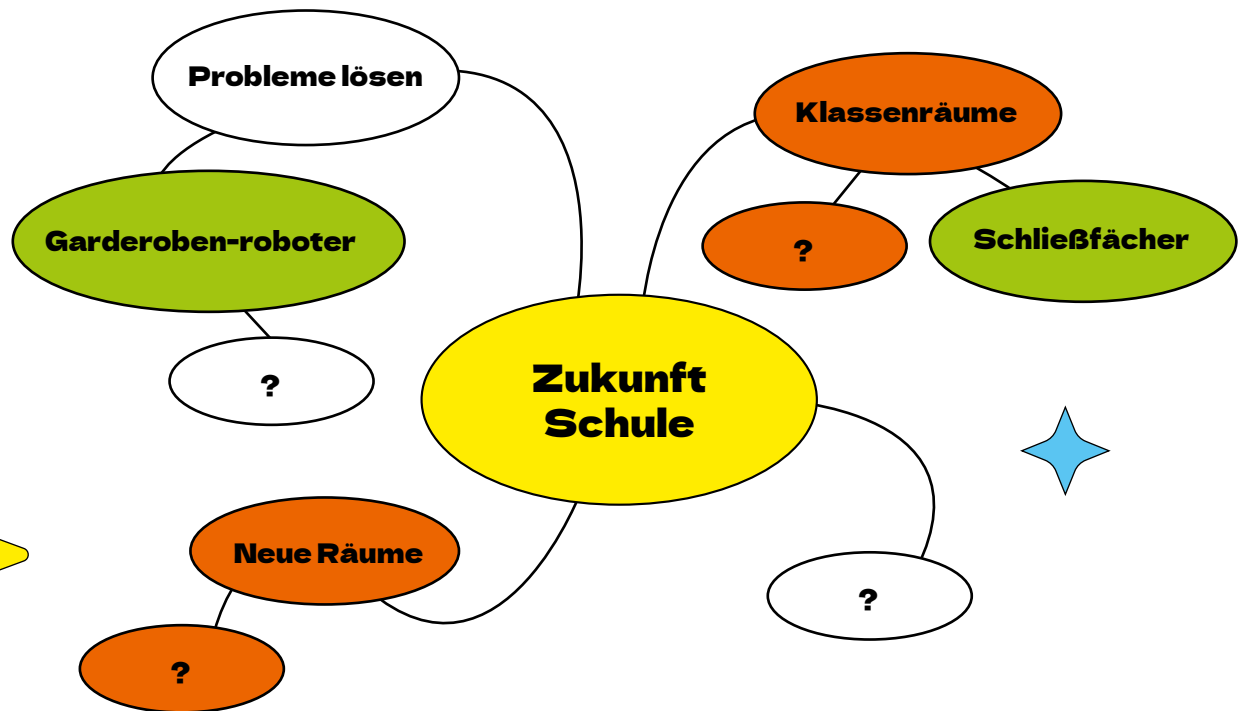 Probleme lösen
Klassenräume
Garderoben-roboter
?
Schließfächer
?
Zukunft
Schule
Neue Räume
?
?